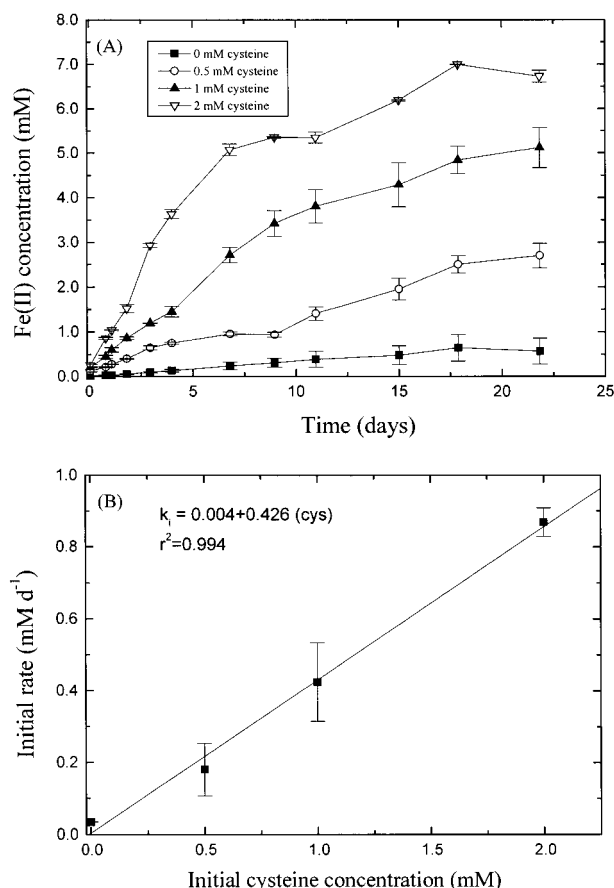 (A)
0 mM cysteine
0.5 mM cysteine
1 mM cysteine
2 mM cysteine
Fe(II) concentration (mM)
8.0
7.0
6.0
5.0
4.0
3.0
2.0
1.0
0.0
0 5 10 15 20 25
Time (days)
(B)
kᵢ = 0.004+0.426 (cys)
r²=0.994
Initial rate (mM d⁻¹)
1.0
0.8
0.6
0.4
0.2
0.0
0.0 0.5 1.0 1.5 2.0
Initial cysteine concentration (mM)